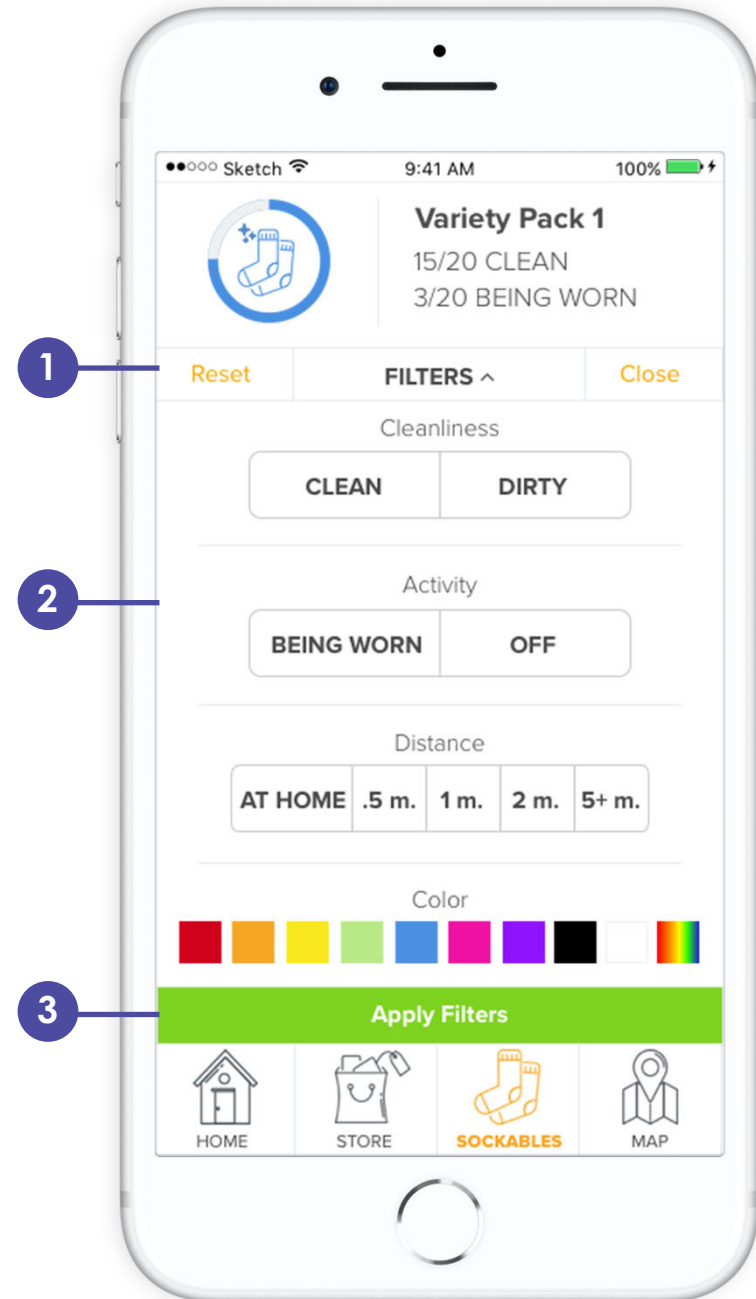 Sketch 9:41 AM 100%
Variety Pack 1
15/20 CLEAN
3/20 BEING WORN
1
Reset FILTERS Close
Cleanliness
CLEAN DIRTY
2
Activity
BEING WORN OFF
Distance
AT HOME .5 m. 1 m. 2 m. 5+ m.
Color
3
Apply Filters
HOME STORE SOCKABLES MAP